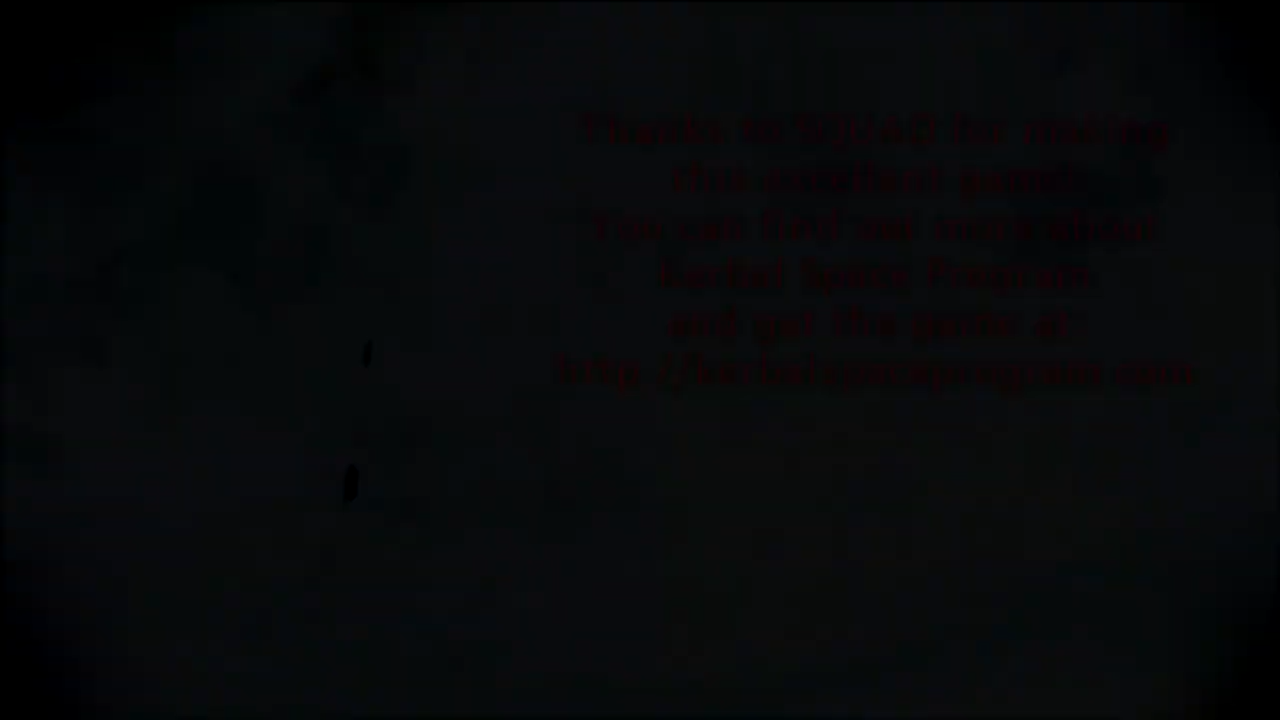 Thanks to SQUAD for making
this excellent game!
You can find out more about
Kerbal Space Program
and get the game at:
http://kerbalspaceprogram.com